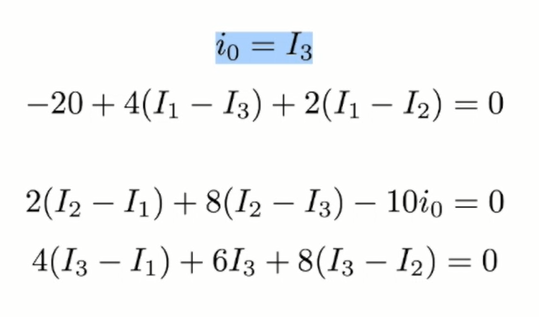 i₀ = I₃
−20 + 4(I₁ − I₃) + 2(I₁ − I₂) = 0
2(I₂ − I₁) + 8(I₂ − I₃) − 10i₀ = 0
4(I₃ − I₁) + 6I₃ + 8(I₃ − I₂) = 0